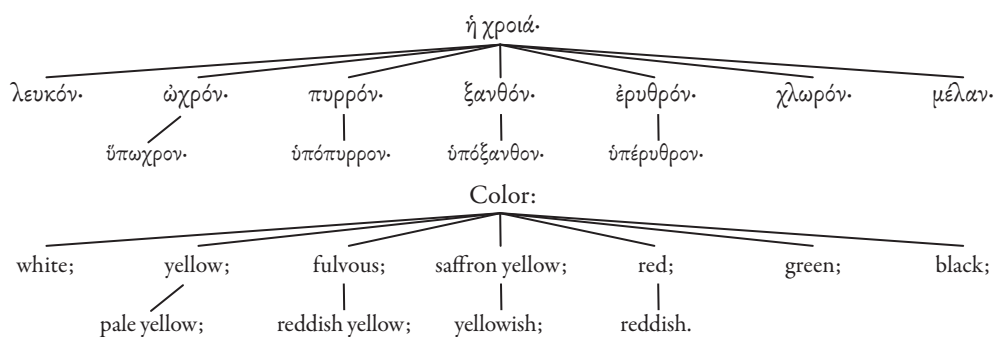 ἡ χροιά·
λευκόν· ὠχρόν· πυρρόν· ξανθόν· ἐρυθρόν· χλωρόν· μέλαν·
ὕπωχρον· ὑπόπυρρον· ὑπόξανθον· ὑπέρυθρον·
Color:
white; yellow; fulvous; saffron yellow; red; green; black;
pale yellow; reddish yellow; yellowish; reddish.